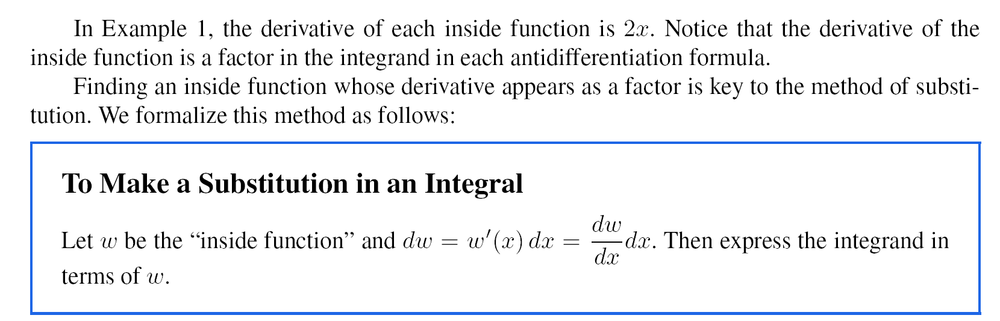 In Example 1, the derivative of each inside function is 2x. Notice that the derivative of the
inside function is a factor in the integrand in each antidifferentiation formula.
Finding an inside function whose derivative appears as a factor is key to the method of substi-
tution. We formalize this method as follows:
To Make a Substitution in an Integral
Let w be the “inside function” and dw = w′(x) dx = \frac{dw}{dx}dx. Then express the integrand in
terms of w.